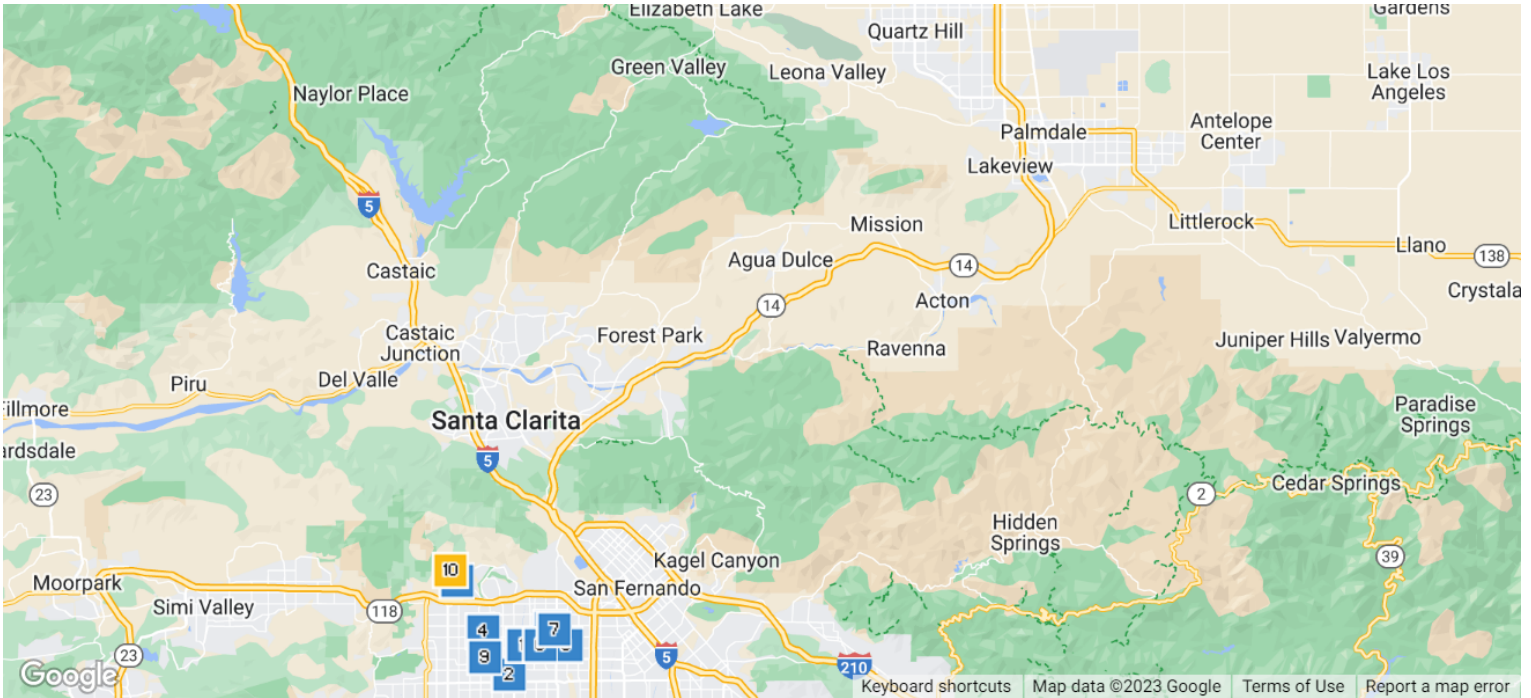 Elizabeth Lake
Gardens
Quartz Hill
Green Valley
Leona Valley
Lake Los
Angeles
Naylor Place
Antelope
Center
Palmdale
Lakeview
5
Mission
Littlerock
Llano
138
Agua Dulce
14
Castaic
Acton
Crystala
14
Castaic
Junction
Forest Park
Juniper Hills
Valyermo
Ravenna
Piru
Del Valle
Fillmore
Santa Clarita
Paradise
Springs
ardsdale
5
23
2
Cedar Springs
Hidden
Springs
39
Kagel Canyon
10
Moorpark
San Fernando
Simi Valley
118
4
7
9
2
23
5
210
Google
Keyboard shortcuts
Map data ©2023 Google
Terms of Use
Report a map error